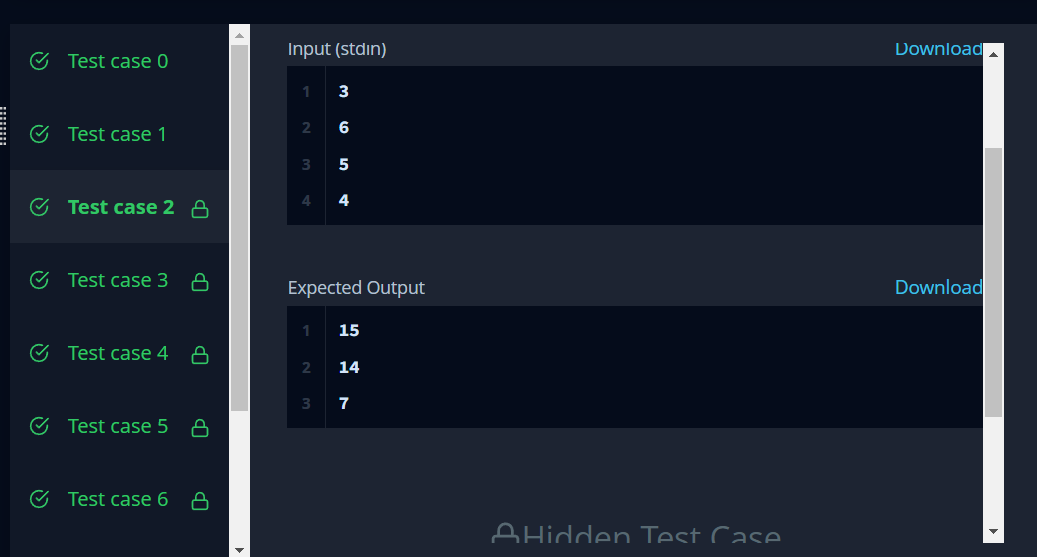 Test case 0
Test case 1
Test case 2
Test case 3
Test case 4
Test case 5
Test case 6
Input (stdin)
Download
1 3
2 6
3 5
4 4
Expected Output
Download
1 15
2 14
3 7
Hidden Test Case